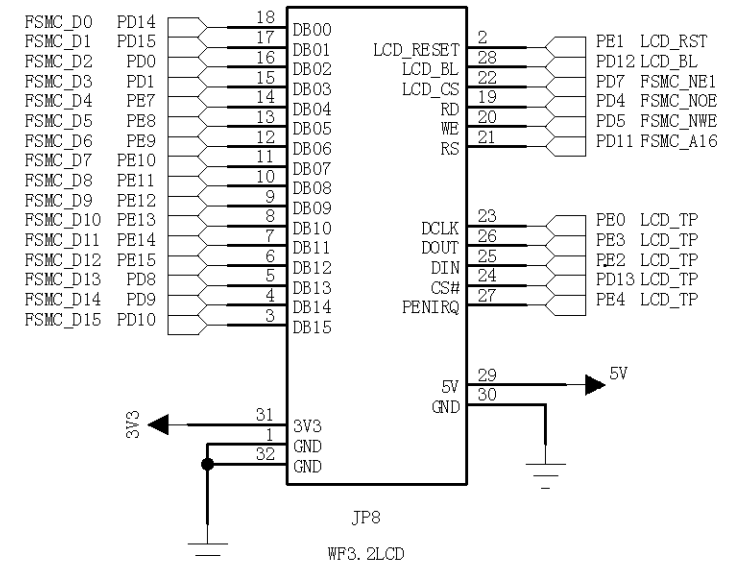 FSMC_D0 PD14 18 DB00
FSMC_D1 PD15 17 DB01
FSMC_D2 PD0 16 DB02
FSMC_D3 PD1 15 DB03
FSMC_D4 PE7 14 DB04
FSMC_D5 PE8 13 DB05
FSMC_D6 PE9 12 DB06
FSMC_D7 PE10 11 DB07
FSMC_D8 PE11 10 DB08
FSMC_D9 PE12 9 DB09
FSMC_D10 PE13 8 DB10
FSMC_D11 PE14 7 DB11
FSMC_D12 PE15 6 DB12
FSMC_D13 PD8 5 DB13
FSMC_D14 PD9 4 DB14
FSMC_D15 PD10 3 DB15
3V3 31 3V3
1 GND
32 GND
LCD_RESET 2 PE1 LCD_RST
LCD_BL 28 PD12 LCD_BL
LCD_CS 22 PD7 FSMC_NE1
RD 19 PD4 FSMC_NOE
WE 20 PD5 FSMC_NWE
RS 21 PD11 FSMC_A16
DCLK 23 PE0 LCD_TP
DOUT 26 PE3 LCD_TP
DIN 25 PE2 LCD_TP
CS# 24 PD13 LCD_TP
PENIRQ 27 PE4 LCD_TP
5V 29 5V
GND 30
JP8
WF3.2LCD